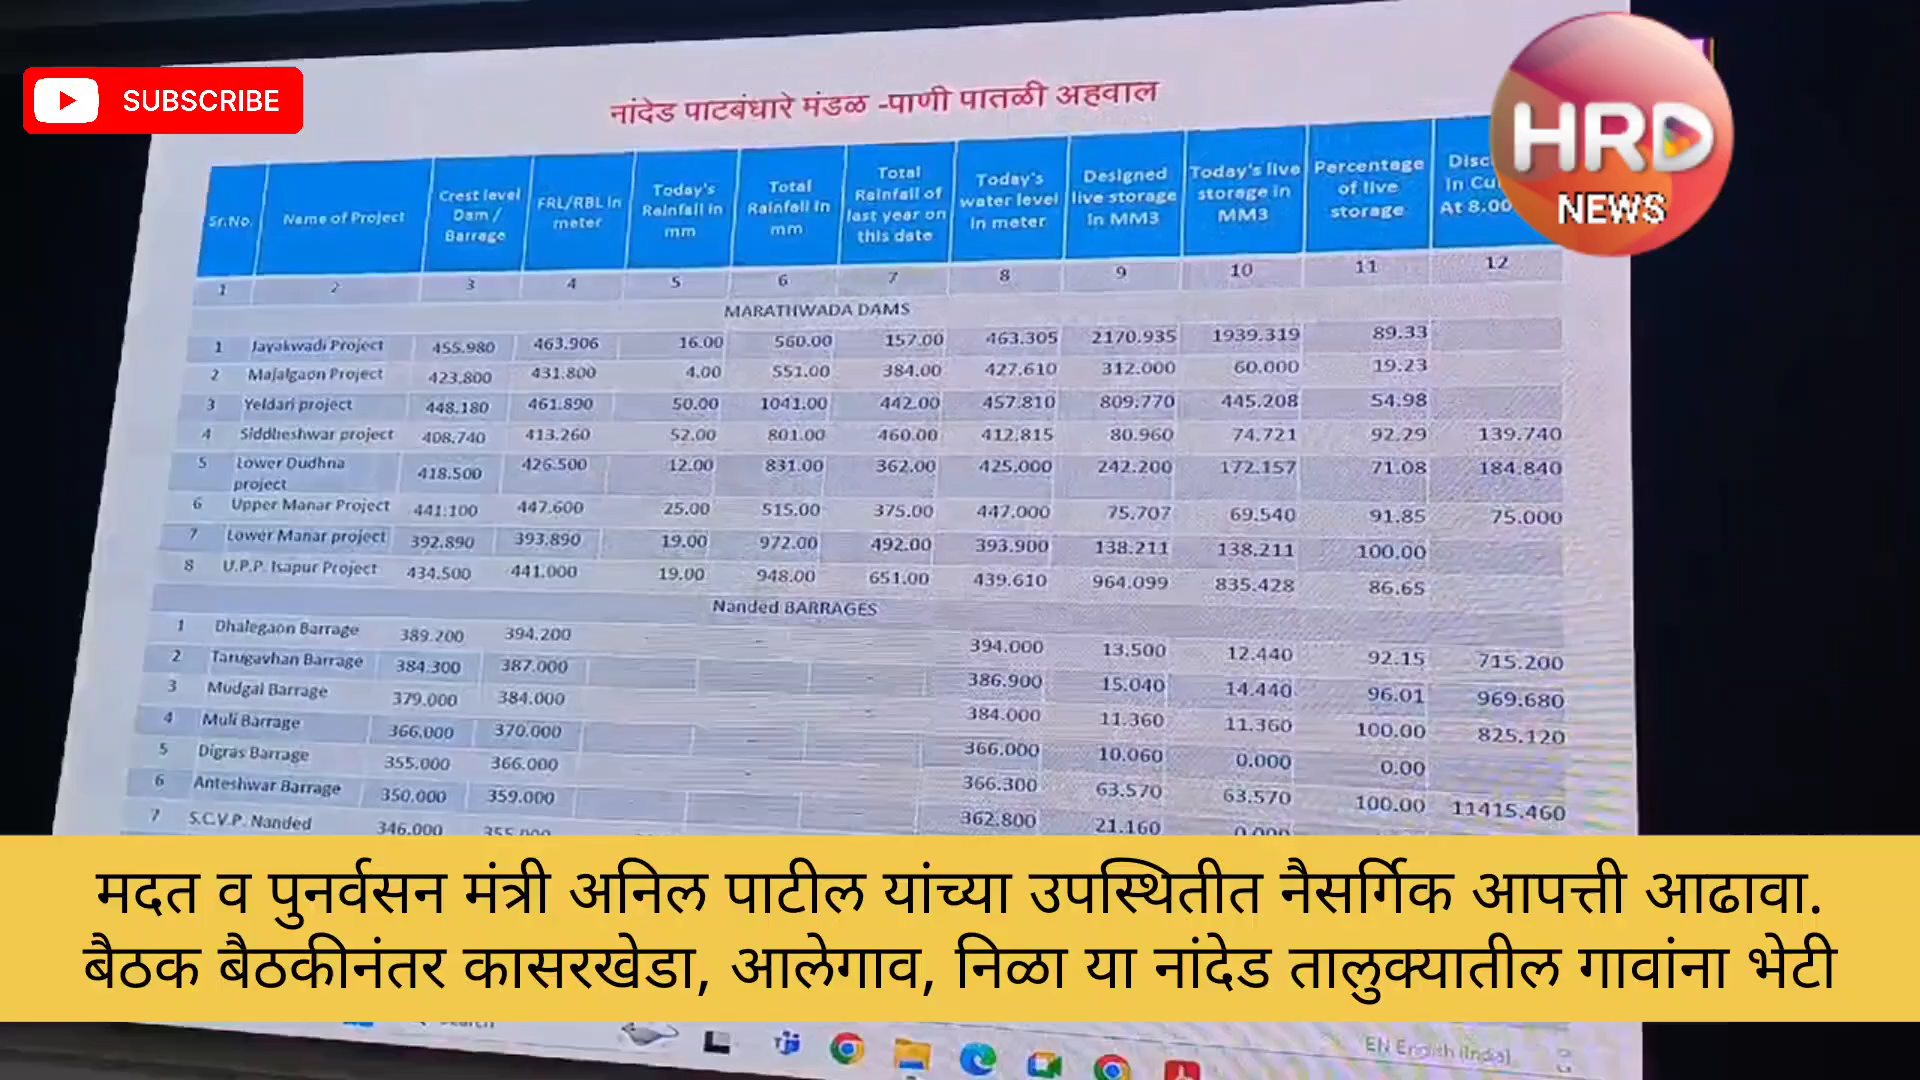 SUBSCRIBE
HRD
NEWS
नांदेड पाटबंधारे मंडळ -पाणी पातळी अहवाल
Sr.No. Name of Project Crest level Dam / Barrage FRL/RBL in meter Today's Rainfall in mm Total Rainfall in mm Total Rainfall of last year on this date Today's water level in meter Designed live storage in MM3 Today's live storage in MM3 Percentage of live storage
1 2 3 4 5 6 7 8 9 10 11 12
MARATHWADA DAMS
1 Jayakwadi Project 455.980 463.906 16.00 560.00 157.00 463.305 2170.935 1939.319 89.33
2 Majalgaon Project 423.800 431.800 4.00 551.00 384.00 427.610 312.000 60.000 19.23
3 Yeldari project 448.180 461.890 50.00 1041.00 442.00 457.810 809.770 445.208 54.98
4 Siddheshwar project 408.740 413.260 52.00 801.00 460.00 412.815 80.960 74.721 92.29 139.740
5 Lower Dudhna project 418.500 426.500 12.00 831.00 362.00 425.000 242.200 172.157 71.08 184.840
6 Upper Manar Project 441.100 447.600 25.00 515.00 375.00 447.000 75.707 69.540 91.85 75.000
7 Lower Manar project 392.890 393.890 19.00 972.00 492.00 393.900 138.211 138.211 100.00
8 U.P.P. Isapur Project 434.500 441.000 19.00 948.00 651.00 439.610 964.099 835.428 86.65
Nanded BARRAGES
1 Dhalegaon Barrage 389.200 394.200 394.000 13.500 12.440 92.15 715.200
2 Tarugavhan Barrage 384.300 387.000 386.900 15.040 14.440 96.01 969.680
3 Mudgal Barrage 379.000 384.000 384.000 11.360 11.360 100.00 825.120
4 Muli Barrage 366.000 370.000 366.000 10.060 0.000 0.00
5 Digras Barrage 355.000 366.000 366.300 63.570 63.570 100.00 11415.460
6 Anteshwar Barrage 350.000 359.000 362.800 21.160 0.000
7 S.C.V.P. Nanded 346.000
मदत व पुनर्वसन मंत्री अनिल पाटील यांच्या उपस्थितीत नैसर्गिक आपत्ती आढावा.
बैठक बैठकीनंतर कासरखेडा, आलेगाव, निळा या नांदेड तालुक्यातील गावांना भेटी
EN English (India)